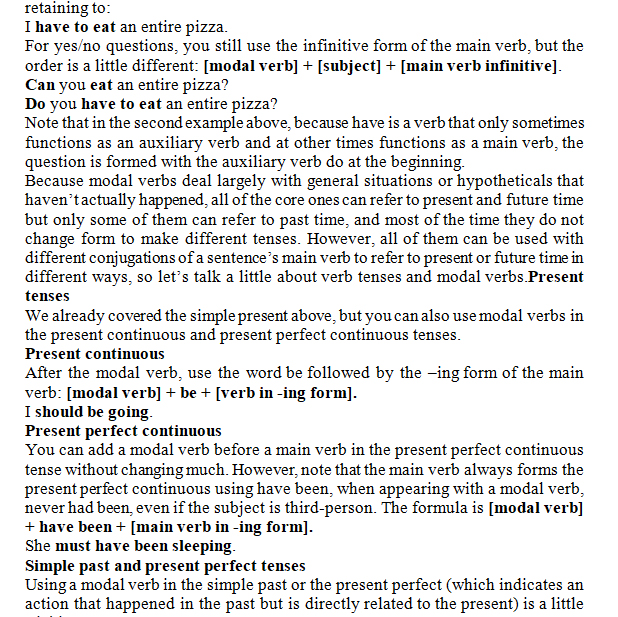 retaining to:
I have to eat an entire pizza.
For yes/no questions, you still use the infinitive form of the main verb, but the
order is a little different: [modal verb] + [subject] + [main verb infinitive].
Can you eat an entire pizza?
Do you have to eat an entire pizza?
Note that in the second example above, because have is a verb that only sometimes
functions as an auxiliary verb and at other times functions as a main verb, the
question is formed with the auxiliary verb do at the beginning.
Because modal verbs deal largely with general situations or hypotheticals that
haven't actually happened, all of the core ones can refer to present and future time
but only some of them can refer to past time, and most of the time they do not
change form to make different tenses. However, all of them can be used with
different conjugations of a sentence's main verb to refer to present or future time in
different ways, so let's talk a little about verb tenses and modal verbs.Present
tenses
We already covered the simple present above, but you can also use modal verbs in
the present continuous and present perfect continuous tenses.
Present continuous
After the modal verb, use the word be followed by the –ing form of the main
verb: [modal verb] + be + [verb in -ing form].
I should be going.
Present perfect continuous
You can add a modal verb before a main verb in the present perfect continuous
tense without changing much. However, note that the main verb always forms the
present perfect continuous using have been, when appearing with a modal verb,
never had been, even if the subject is third-person. The formula is [modal verb]
+ have been + [main verb in -ing form].
She must have been sleeping.
Simple past and present perfect tenses
Using a modal verb in the simple past or the present perfect (which indicates an
action that happened in the past but is directly related to the present) is a little